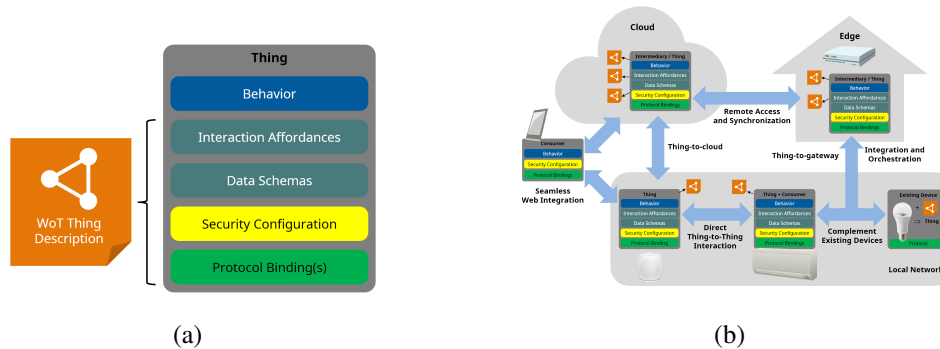 Thing
Behavior
Interaction Affordances
Data Schemas
Security Configuration
Protocol Binding(s)
WoT Thing
Description
(a)
Cloud
Intermediary / Thing
Behavior
Interaction Affordances
Data Schemas
Security Configuration
Protocol Bindings
Edge
Intermediary / Thing
Behavior
Interaction Affordances
Data Schemas
Security Configuration
Protocol Bindings
Remote Access
and Synchronization
Consumer
Behavior
Security Configuration
Protocol Bindings
Seamless
Web Integration
Thing-to-cloud
Thing-to-gateway
Integration and
Orchestration
Thing
Behavior
Interaction Affordances
Data Schemas
Security Configuration
Protocol Binding
Direct
Thing-to-Thing
Interaction
Thing + Consumer
Behavior
Interaction Affordances
Data Schemas
Security Configuration
Protocol Bindings
Complement
Existing Devices
Existing Device
+
=> Thing
Protocol
Local Network
(b)